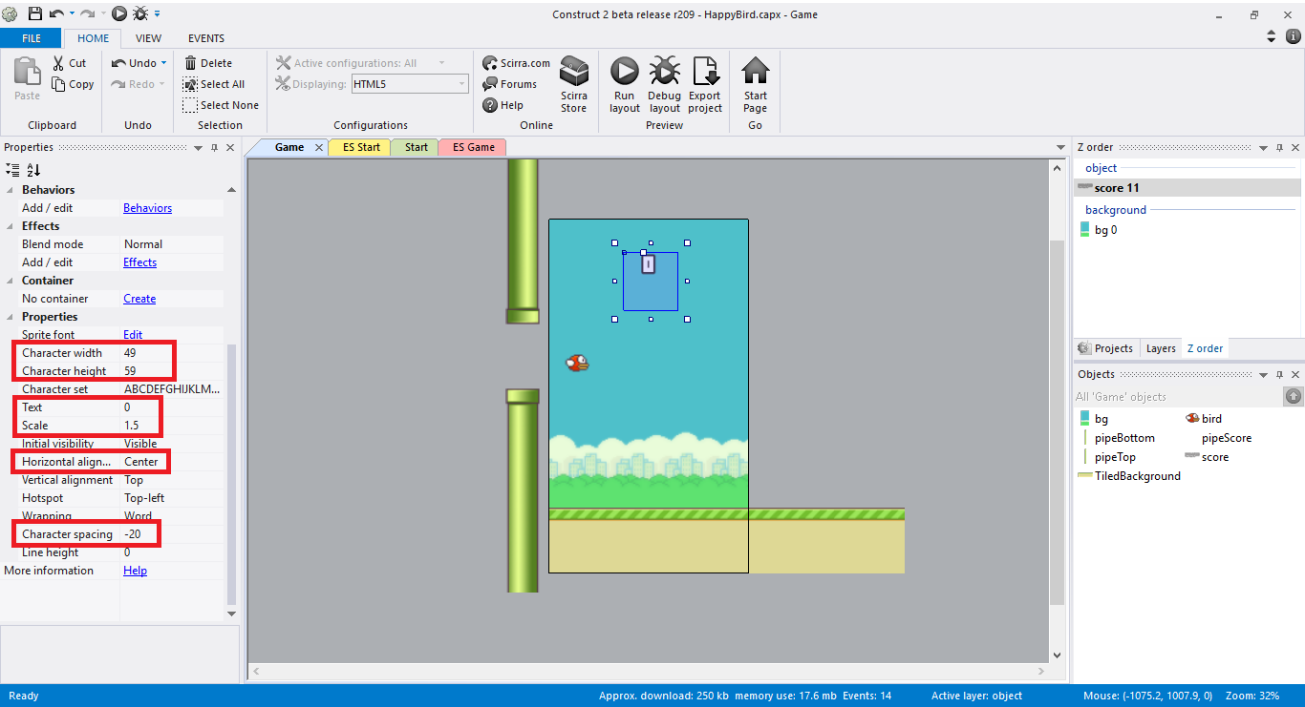 Construct 2 beta release r209 - HappyBird.capx - Game
FILE HOME VIEW EVENTS
Paste Cut Copy
Clipboard
Undo Redo
Undo
Delete
Select All
Select None
Selection
Active configurations: All
Displaying: HTML5
Configurations
Scirra.com
Forums
Help
Scirra Store
Online
Run layout
Debug layout
Export project
Preview
Start Page
Go
Properties
Behaviors
Add / edit Behaviors
Effects
Blend mode Normal
Add / edit Effects
Container
No container Create
Properties
Sprite font Edit
Character width 49
Character height 59
Character set ABCDEFGHIJKLM...
Text 0
Scale 1.5
Initial visibility Visible
Horizontal align... Center
Vertical alignment Top
Hotspot Top-left
Wrapping Word
Character spacing -20
Line height 0
More information Help
Game ES Start Start ES Game
Z order
object
score 11
background
bg 0
Projects Layers Z order
Objects
All 'Game' objects
bg bird
pipeBottom pipeScore
pipeTop score
TiledBackground
Ready Approx. download: 250 kb memory use: 17.6 mb Events: 14 Active layer: object Mouse: (-1075.2, 1007.9, 0) Zoom: 32%